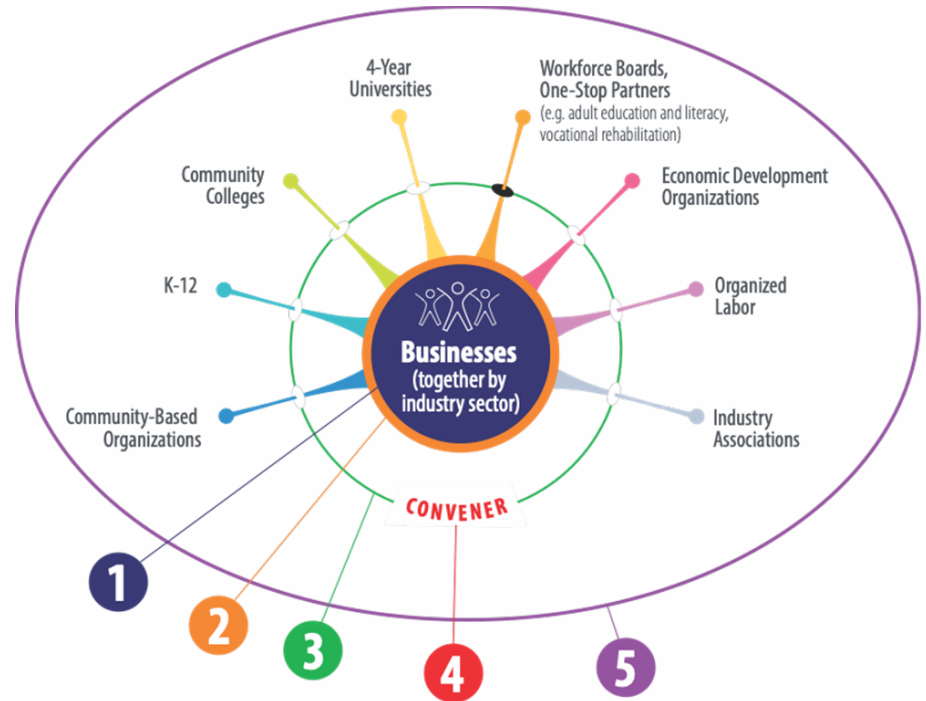 4-Year
Universities
Workforce Boards,
One-Stop Partners
(e.g. adult education and literacy,
vocational rehabilitation)
Community
Colleges
Economic Development
Organizations
K-12
Organized
Labor
Businesses
(together by
industry sector)
Community-Based
Organizations
Industry
Associations
CONVENER
1
2
3
4
5